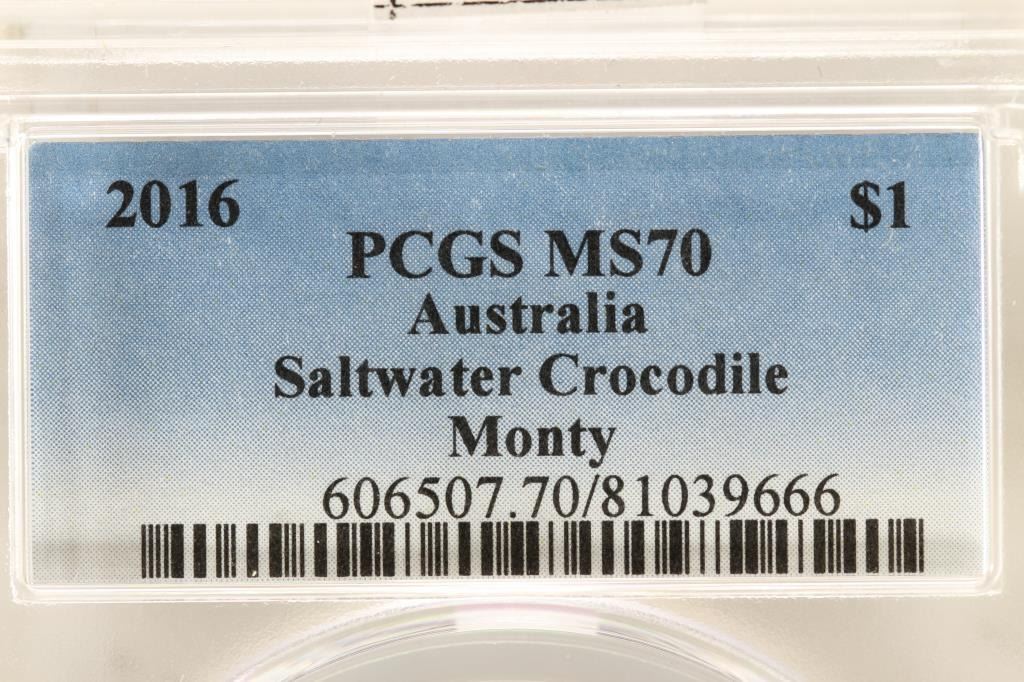 2016 $1
PCGS MS70
Australia
Saltwater Crocodile
Monty
606507.70/81039666